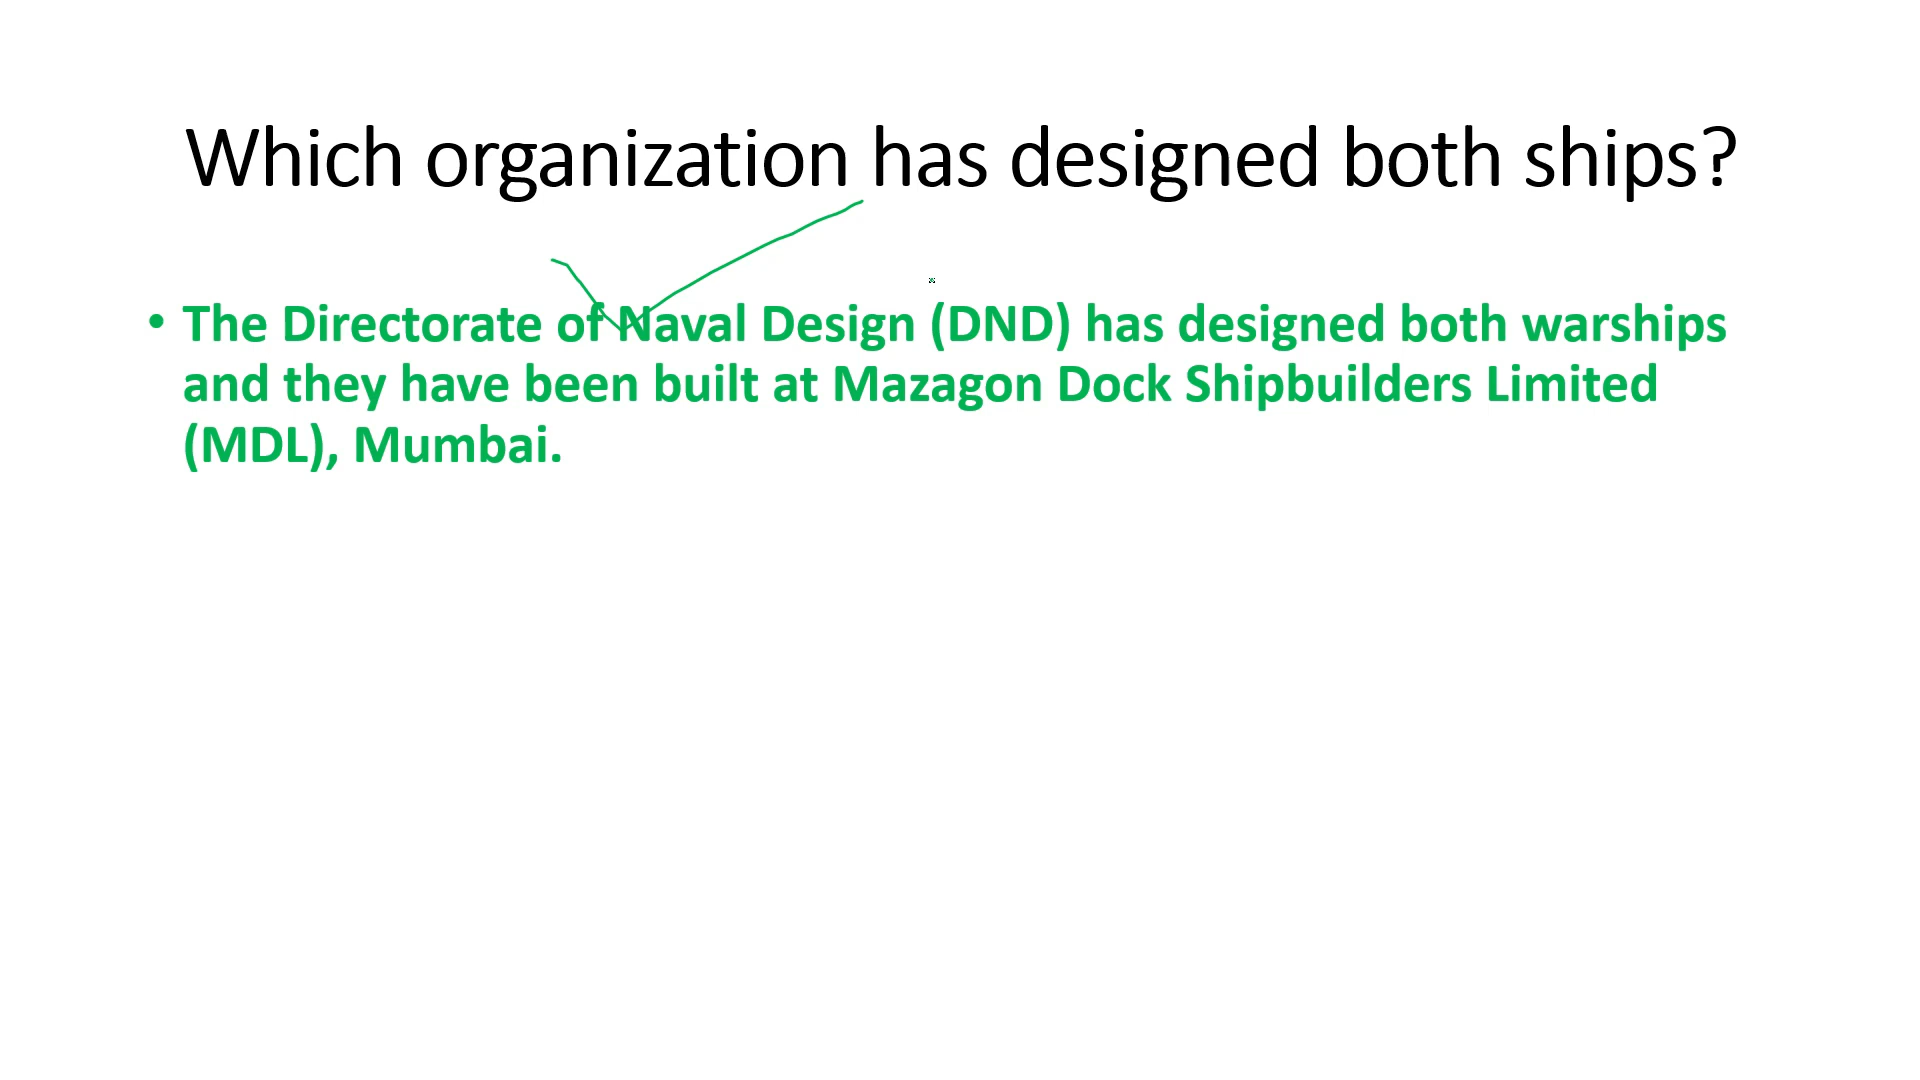 Which organization has designed both ships?
• The Directorate of Naval Design (DND) has designed both warships
and they have been built at Mazagon Dock Shipbuilders Limited
(MDL), Mumbai.